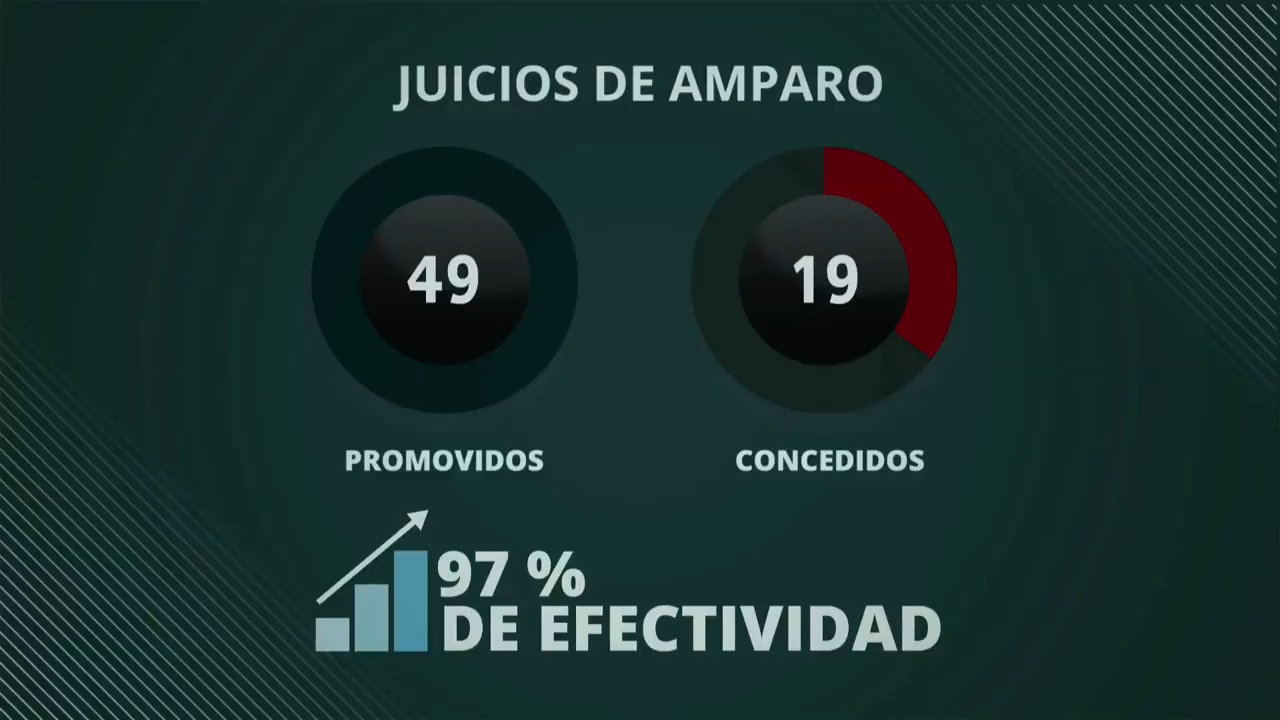 JUICIOS DE AMPARO
49
19
PROMOVIDOS
CONCEDIDOS
97 %
DE EFECTIVIDAD